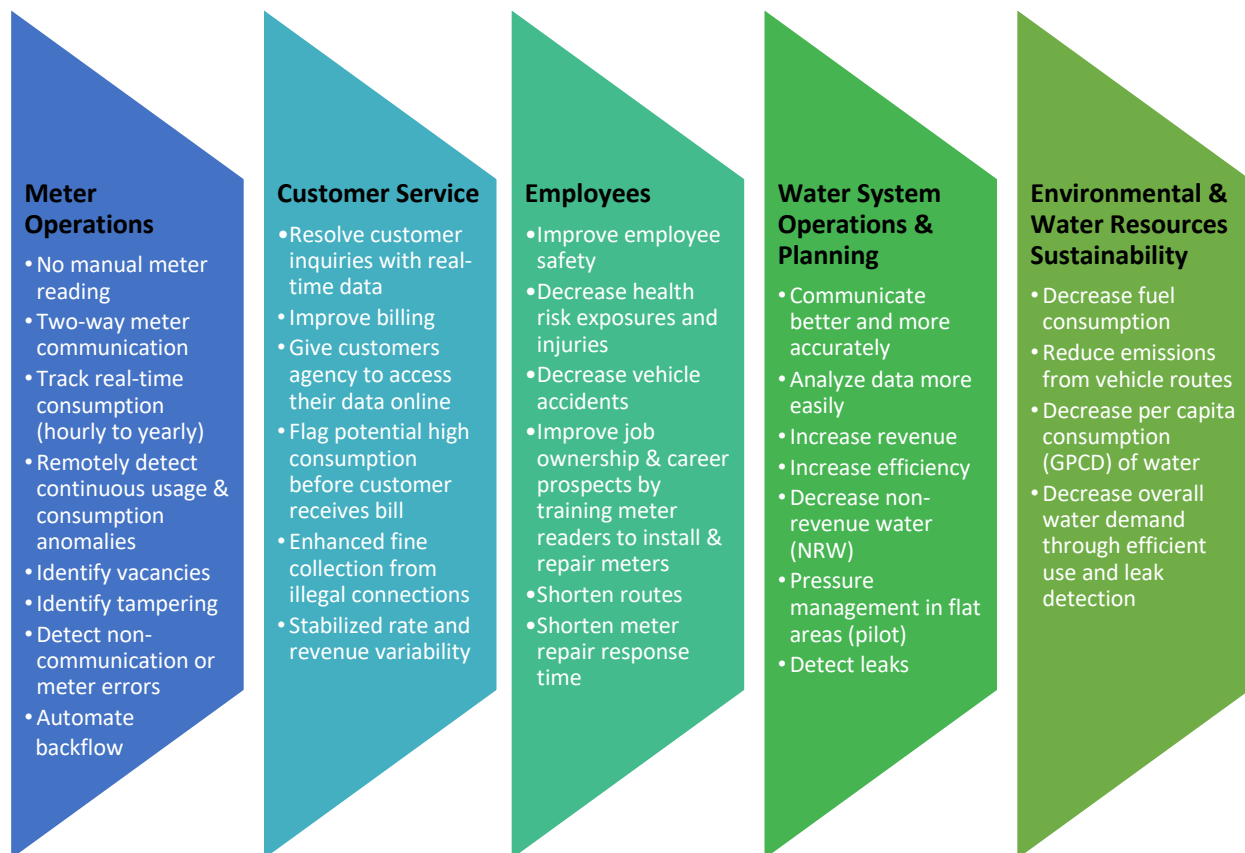 Meter
Operations
• No manual meter
reading
• Two-way meter
communication
• Track real-time
consumption
(hourly to yearly)
• Remotely detect
continuous usage &
consumption
anomalies
• Identify vacancies
• Identify tampering
• Detect non-
communication or
meter errors
• Automate
backflow
Customer Service
•Resolve customer
inquiries with real-
time data
• Improve billing
• Give customers
agency to access
their data online
• Flag potential high
consumption
before customer
receives bill
• Enhanced fine
collection from
illegal connections
• Stabilized rate and
revenue variability
Employees
•Improve employee
safety
•Decrease health
risk exposures and
injuries
•Decrease vehicle
accidents
•Improve job
ownership & career
prospects by
training meter
readers to install &
repair meters
•Shorten routes
•Shorten meter
repair response
time
Water System
Operations &
Planning
• Communicate
better and more
accurately
• Analyze data more
easily
• Increase revenue
• Increase efficiency
• Decrease non-
revenue water
(NRW)
• Pressure
management in flat
areas (pilot)
• Detect leaks
Environmental &
Water Resources
Sustainability
• Decrease fuel
consumption
• Reduce emissions
from vehicle routes
• Decrease per capita
consumption
(GPCD) of water
• Decrease overall
water demand
through efficient
use and leak
detection